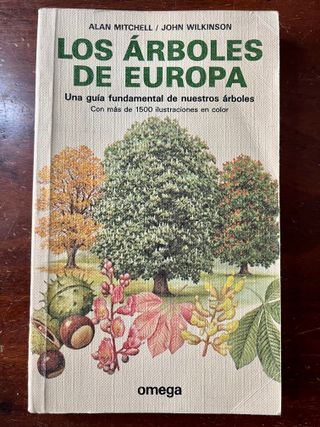 ALAN MITCHELL / JOHN WILKINSON
LOS ÁRBOLES
DE EUROPA
Una guía fundamental de nuestros árboles
Con más de 1500 ilustraciones en color
omega